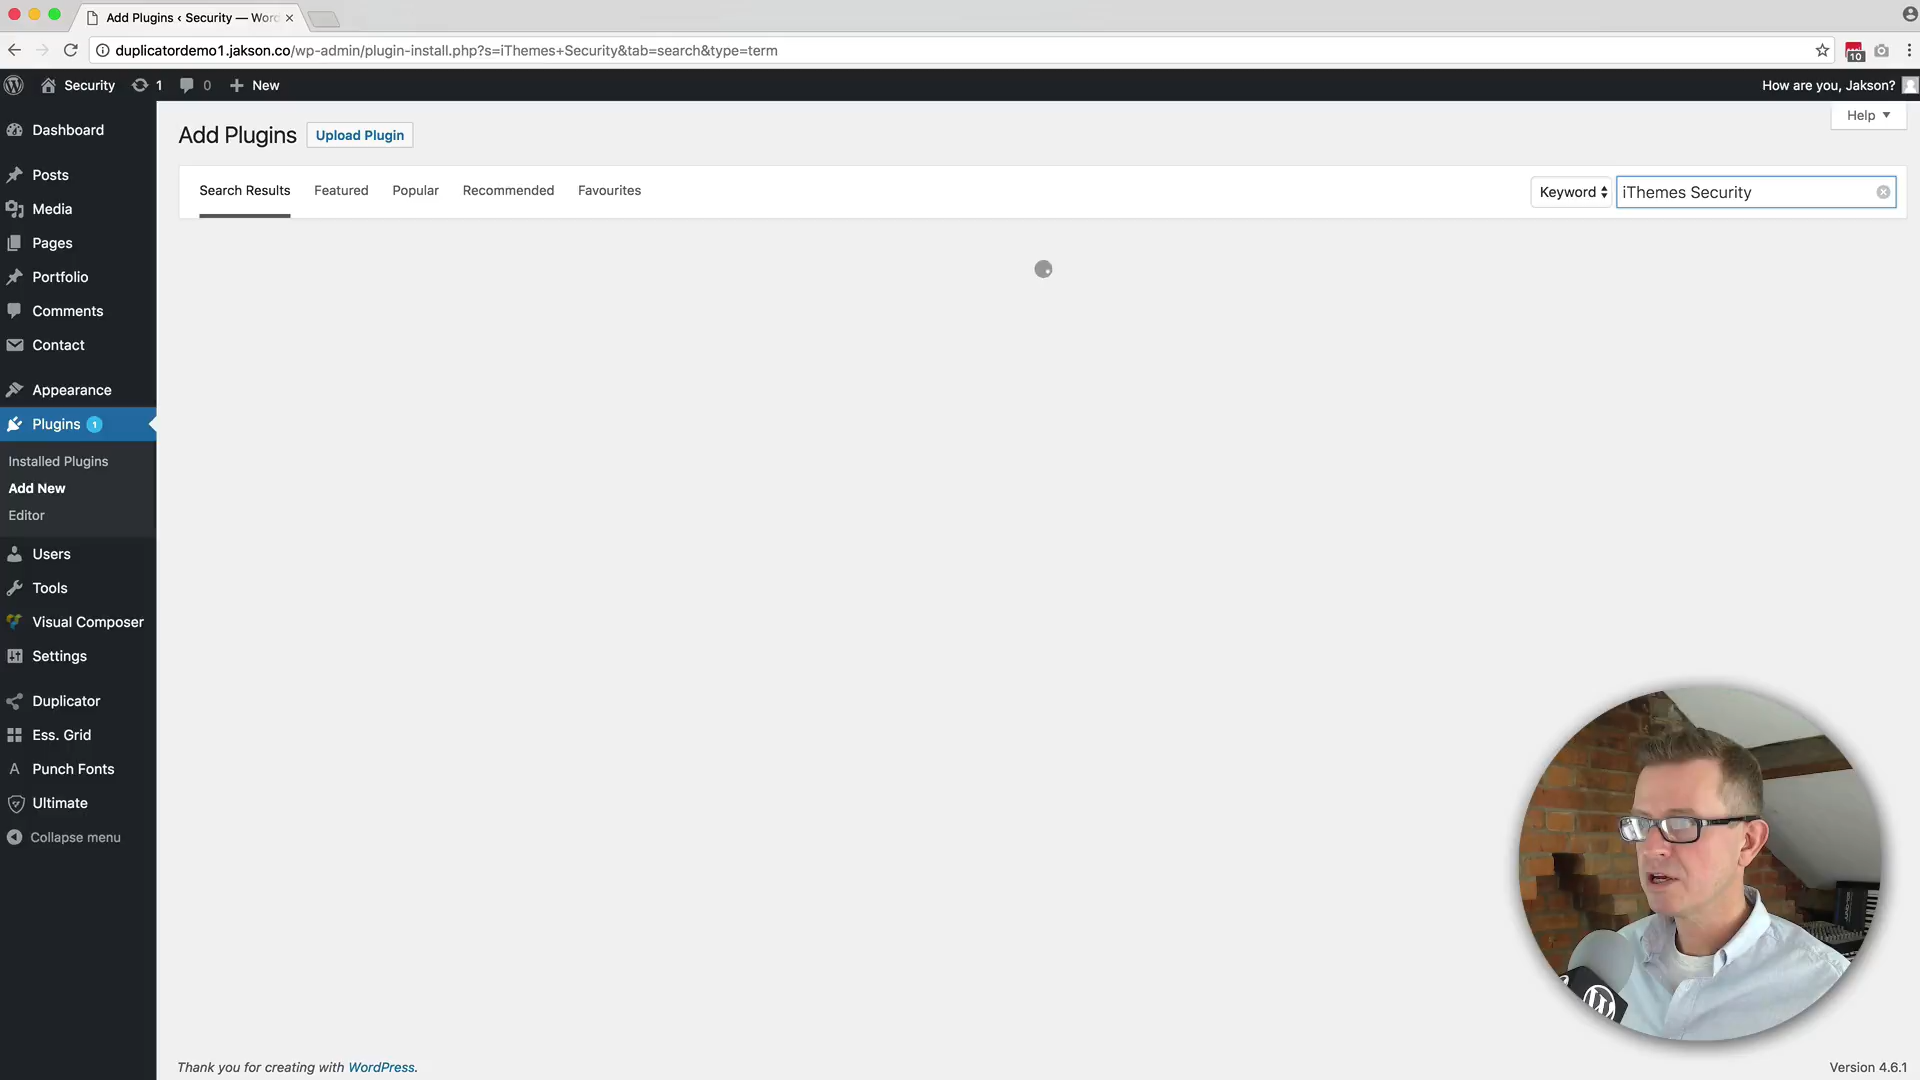 Add Plugins ‹ Security — Word
duplicatordemo1.jakson.co/wp-admin/plugin-install.php?s=iThemes+Security&tab=search&type=term
10
Security 1 0 New
How are you, Jakson?
Help
Dashboard
Posts
Media
Pages
Portfolio
Comments
Contact
Appearance
Plugins 1
Installed Plugins
Add New
Editor
Users
Tools
Visual Composer
Settings
Duplicator
Ess. Grid
Punch Fonts
Ultimate
Collapse menu
Add Plugins Upload Plugin
Search Results Featured Popular Recommended Favourites
Keyword iThemes Security
Thank you for creating with WordPress.
Version 4.6.1